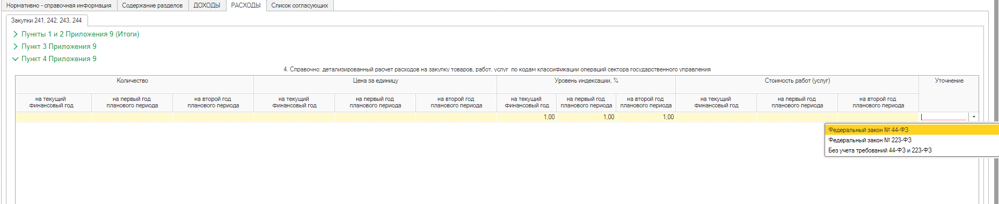 Нормативно - справочная информация Содержание разделов ДОХОДЫ РАСХОДЫ Список согласующих
Закупки 241, 242, 243, 244
Пункты 1 и 2 Приложения 9 (Итоги)
Пункт 3 Приложения 9
Пункт 4 Приложения 9
4. Справочно: детализированный расчет расходов на закупку товаров, работ, услуг по кодам классификации операций сектора государственного управления
Количество Цена за единицу Уровень индексации, % Стоимость работ (услуг) Уточнение
на текущий на первый год на второй год на текущий на первый год на второй год на текущий на первый год на второй год на текущий на первый год на второй год
финансовый год планового периода планового периода финансовый год планового периода планового периода финансовый год планового периода планового периода финансовый год планового периода планового периода
1,00 1,00 1,00
Федеральный закон № 44-ФЗ
Федеральный закон № 223-ФЗ
Без учета требований 44-ФЗ и 223-ФЗ